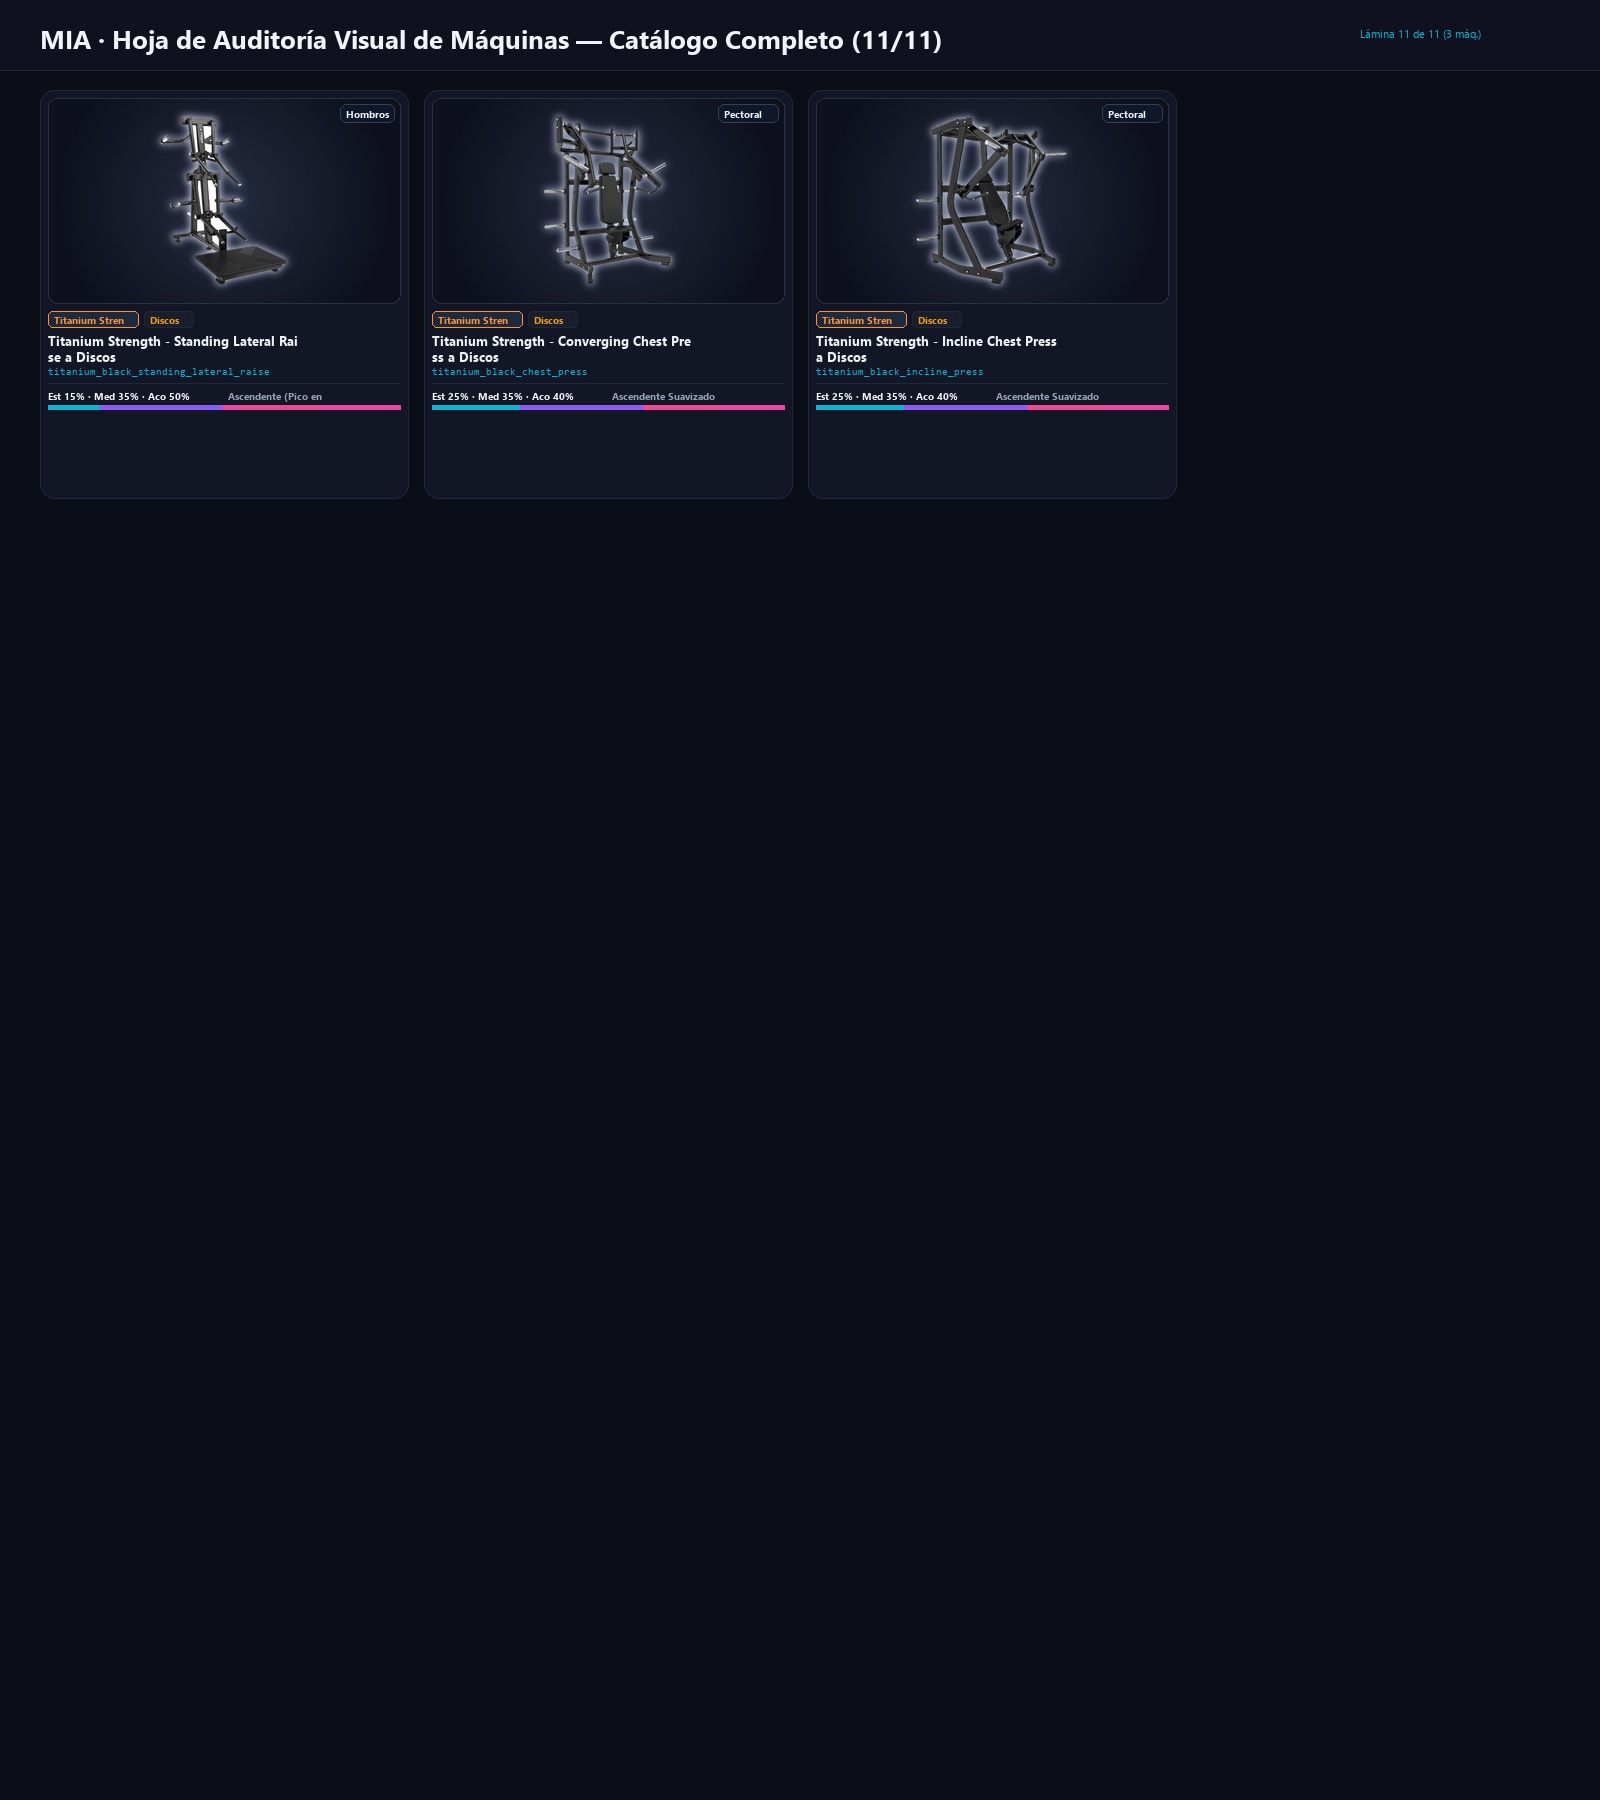 MIA · Hoja de Auditoría Visual de Máquinas — Catálogo Completo (11/11)
Lámina 11 de 11 (3 máq.)
Hombros
Titanium Stren
Discos
Titanium Strength - Standing Lateral Rai
se a Discos
titanium_black_standing_lateral_raise
Est 15% · Med 35% · Aco 50%
Ascendente (Pico en
Pectoral
Titanium Stren
Discos
Titanium Strength - Converging Chest Pre
ss a Discos
titanium_black_chest_press
Est 25% · Med 35% · Aco 40%
Ascendente Suavizado
Pectoral
Titanium Stren
Discos
Titanium Strength - Incline Chest Press
a Discos
titanium_black_incline_press
Est 25% · Med 35% · Aco 40%
Ascendente Suavizado